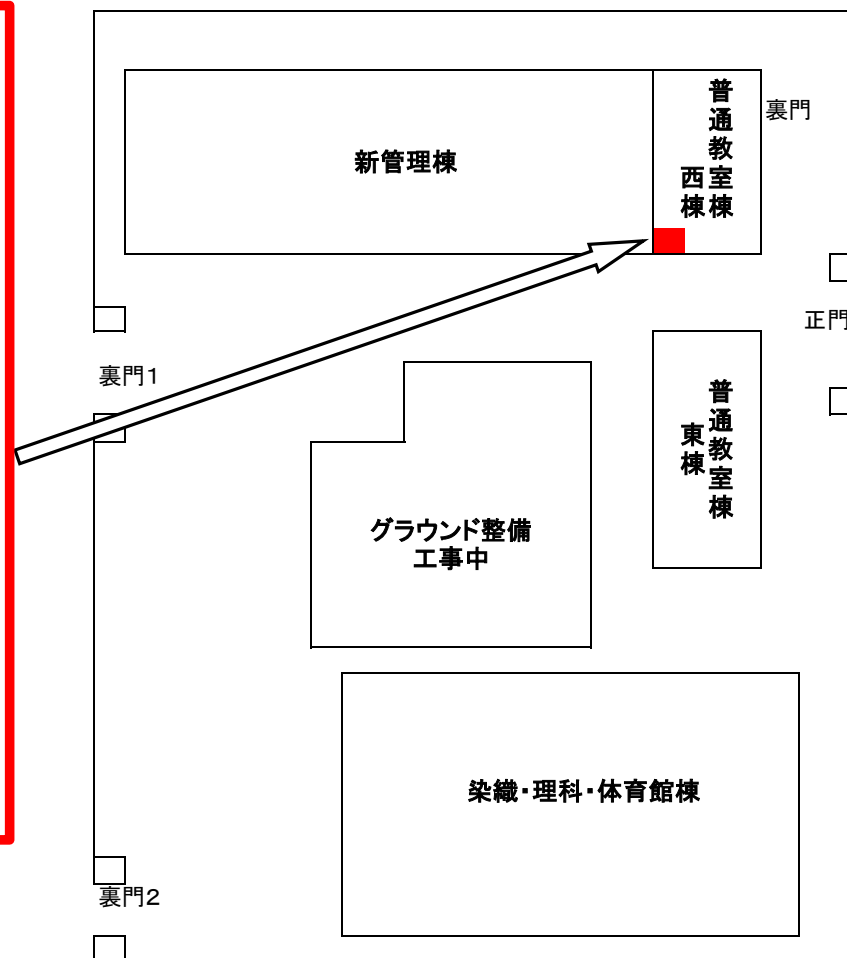 新管理棟
普通教室棟
西棟
裏門
正門
裏門1
普通教室棟
東棟
グラウンド整備
工事中
染織・理科・体育館棟
裏門2